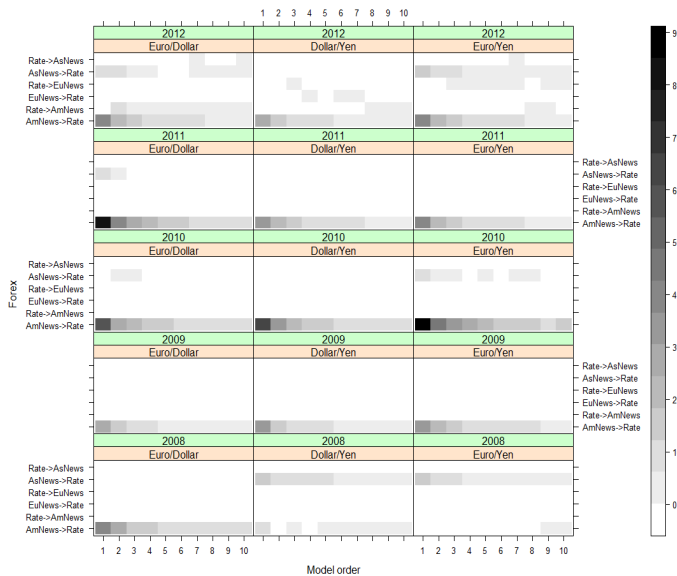 1 2 3 4 5 6 7 8 9 10
2012 2012 2012
Euro/Dollar Dollar/Yen Euro/Yen
Rate->AsNews
AsNews->Rate
Rate->EuNews
EuNews->Rate
Rate->AmNews
AmNews->Rate
2011 2011 2011
Euro/Dollar Dollar/Yen Euro/Yen
Rate->AsNews
AsNews->Rate
Rate->EuNews
EuNews->Rate
Rate->AmNews
AmNews->Rate
2010 2010 2010
Euro/Dollar Dollar/Yen Euro/Yen
Rate->AsNews
AsNews->Rate
Rate->EuNews
EuNews->Rate
Rate->AmNews
AmNews->Rate
2009 2009 2009
Euro/Dollar Dollar/Yen Euro/Yen
Rate->AsNews
AsNews->Rate
Rate->EuNews
EuNews->Rate
Rate->AmNews
AmNews->Rate
2008 2008 2008
Euro/Dollar Dollar/Yen Euro/Yen
Rate->AsNews
AsNews->Rate
Rate->EuNews
EuNews->Rate
Rate->AmNews
AmNews->Rate
1 2 3 4 5 6 7 8 9 10 1 2 3 4 5 6 7 8 9 10
Model order
Forex
9
8
7
6
5
4
3
2
1
0